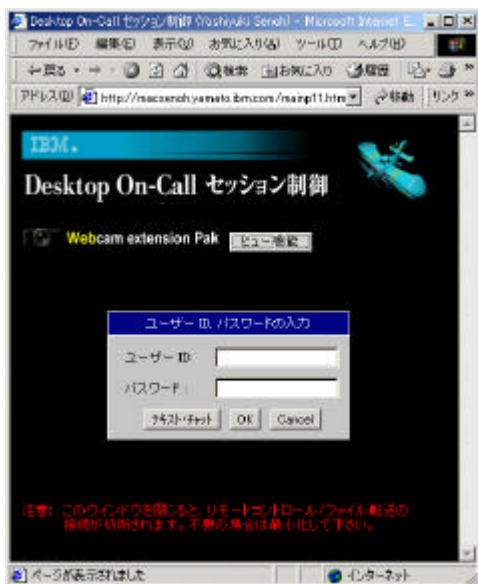 Desktop On-Call セッション制御 (Yoshiyuki Senoh) - Microsoft Internet E...
ファイル(F) 編集(E) 表示(V) お気に入り(A) ツール(T) ヘルプ(H)
戻る 検索 お気に入り 履歴
アドレス(D) http://macsenoh.yamato.ibm.com/mainp11.htm 移動 リンク
IBM.
Desktop On-Call セッション制御
Webcam extension Pak ビュー機能
ユーザー ID, パスワードの入力
ユーザー ID:
パスワード:
テキスト・チャット OK Cancel
注意: このウインドウを閉じると、リモートコントロール/ファイル転送の
接続が切断されます。不要の場合は最小化して下さい。
ページが表示されました インターネット